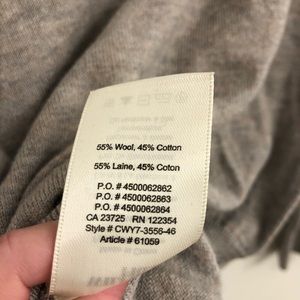 55% Wool, 45% Cotton
55% Laine, 45% Coton
P.O. # 4500062862
P.O. # 4500062863
P.O. # 4500062864
CA 23725 RN 122354
Style # CWY7-3556-46
Article # 61059